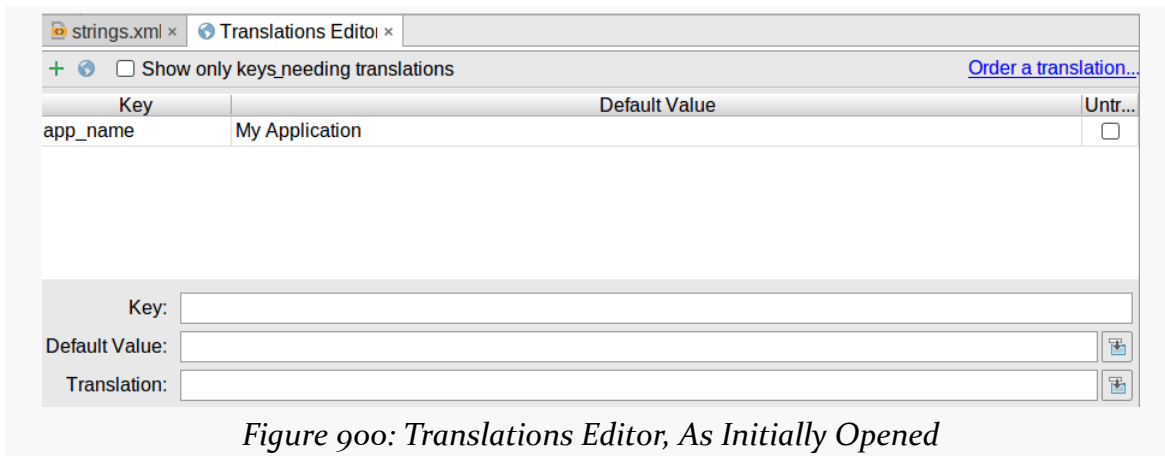 strings.xml × Translations Editor ×
Show only keys needing translations Order a translation...
Key Default Value Untr...
app_name My Application
Key:
Default Value:
Translation:
Figure 900: Translations Editor, As Initially Opened